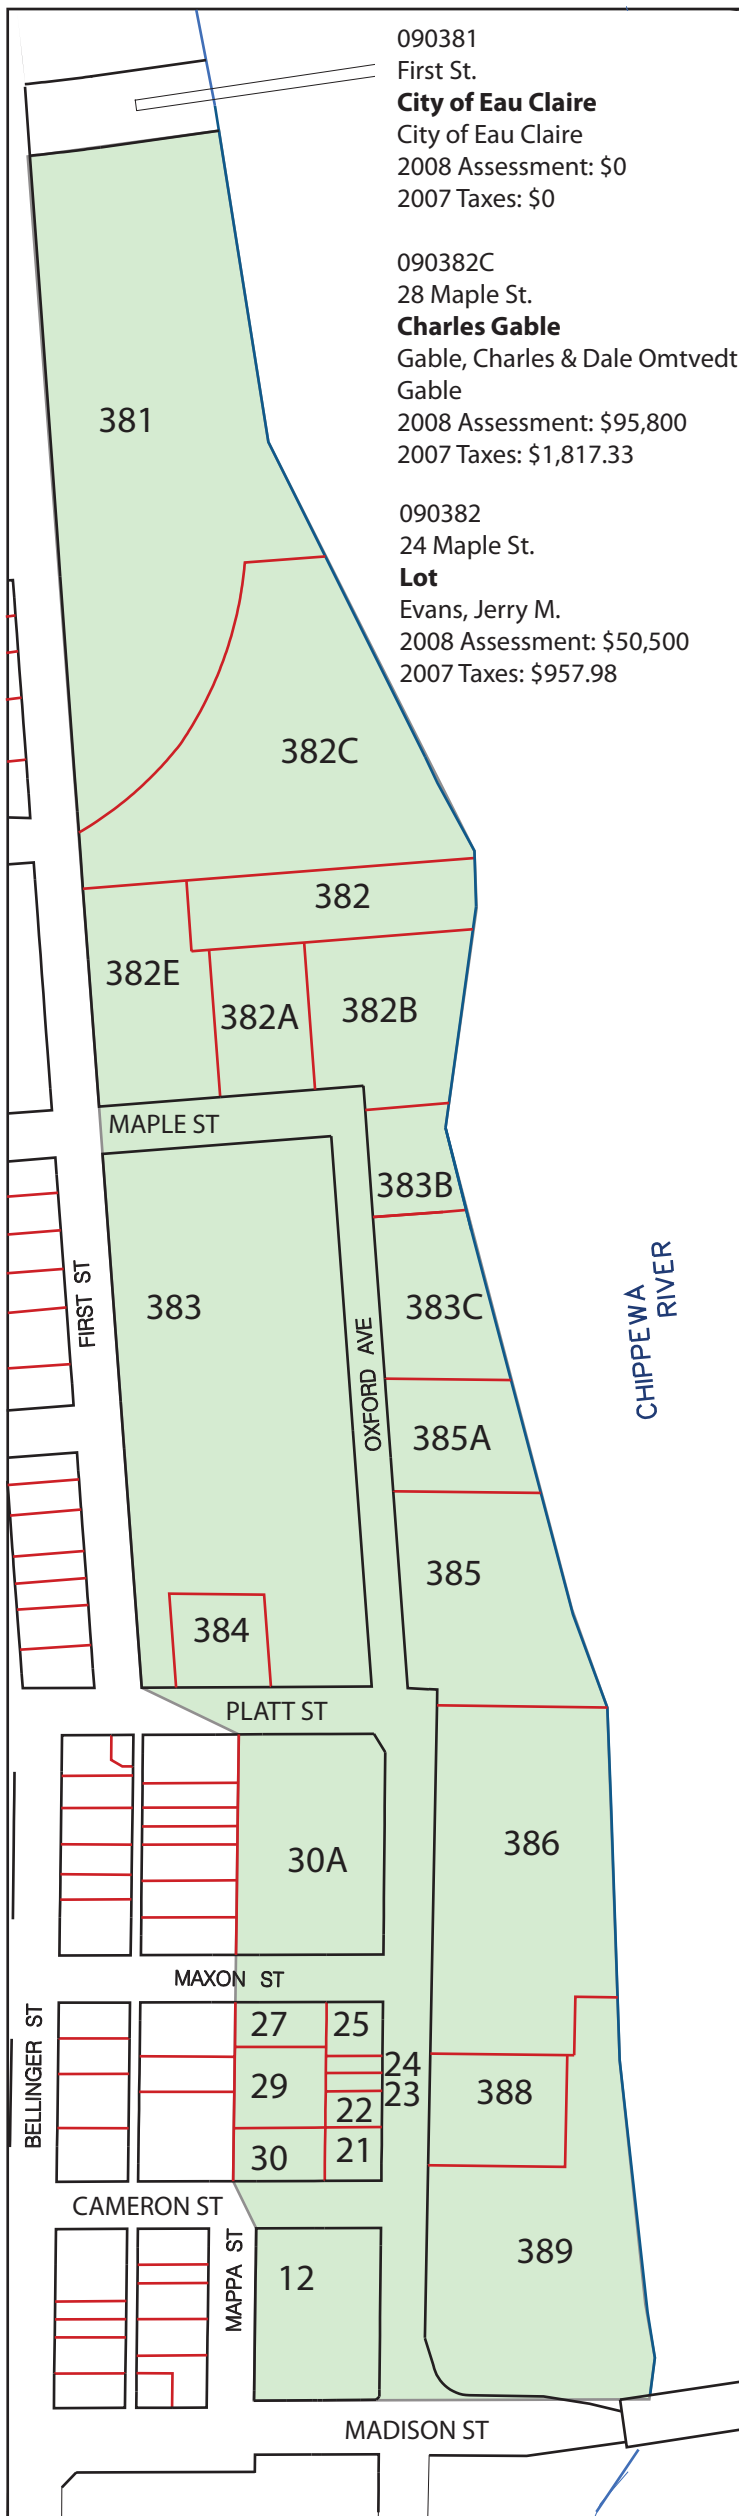 090381
First St.
City of Eau Claire
City of Eau Claire
2008 Assessment: $0
2007 Taxes: $0
090382C
28 Maple St.
Charles Gable
Gable, Charles & Dale Omtvedt
Gable
2008 Assessment: $95,800
2007 Taxes: $1,817.33
090382
24 Maple St.
Lot
Evans, Jerry M.
2008 Assessment: $50,500
2007 Taxes: $957.98
381
382C
382
382E
382A
382B
MAPLE ST
383B
383
383C
FIRST ST
OXFORD AVE
CHIPPEWA
RIVER
385A
385
384
PLATT ST
386
30A
MAXON ST
BELLINGER ST
27
25
24
29
23
388
22
30
21
CAMERON ST
MAPPA ST
12
389
MADISON ST